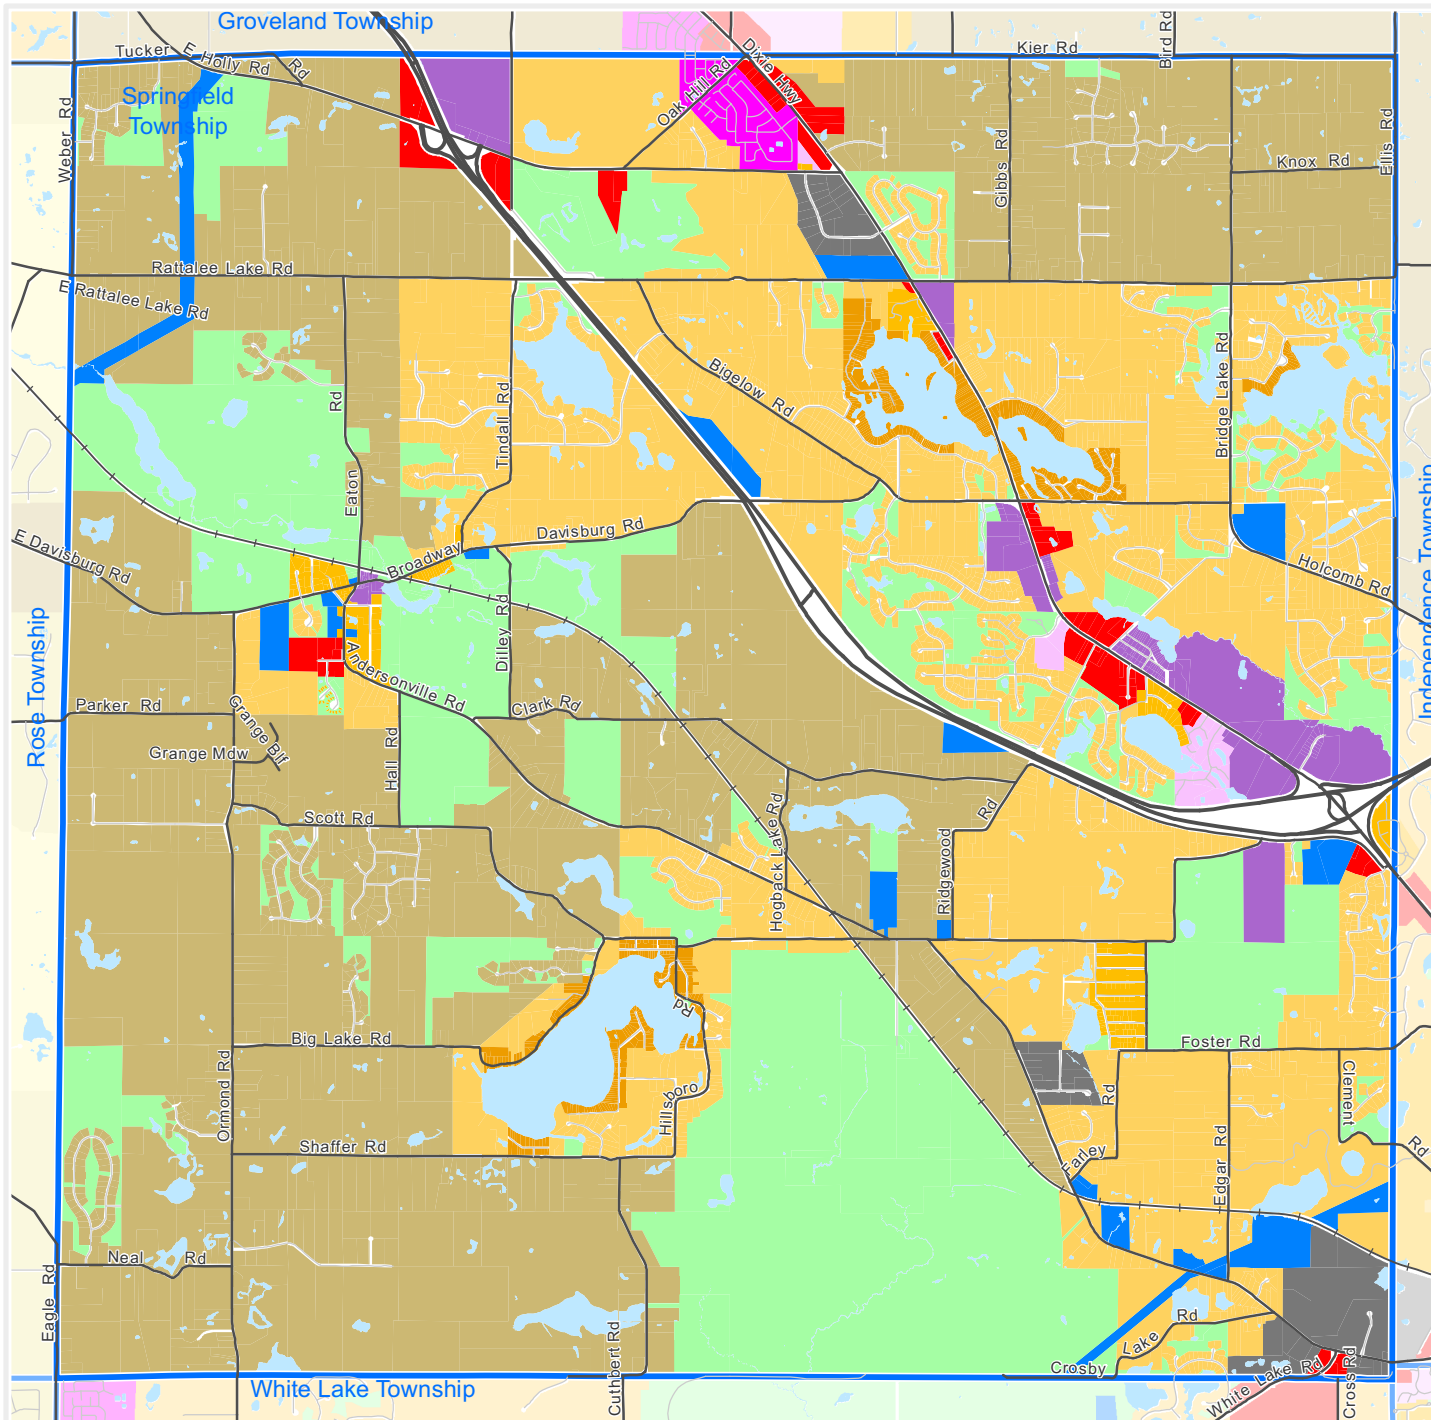 Groveland Township
Tucker Rd
E Holly Rd
Dixie Hwy
Kier Rd
Bird Rd
Springfield
Township
Weber Rd
Oak Hill Rd
Gibbs Rd
Knox Rd
Ellis Rd
Rattalee Lake Rd
E Rattalee Lake Rd
Tindall Rd
Bigelow Rd
Bridge Lake Rd
Eaton Rd
Davisburg Rd
E Davisburg Rd
Broadway
Holcomb Rd
Independence Township
Rose Township
Dilley Rd
Andersonville Rd
Parker Rd
Clark Rd
Grange Blf
Grange Mdw
Hall Rd
Scott Rd
Hogback Lake Rd
Ridgewood Rd
Big Lake Rd
Rd
Hillsboro
Foster Rd
Clement Rd
Ormond Rd
Shaffer Rd
Farley Rd
Edgar Rd
Neal Rd
Eagle Rd
Cuthbert Rd
Crosby Lake Rd
White Lake Rd
Cross Rd
White Lake Township